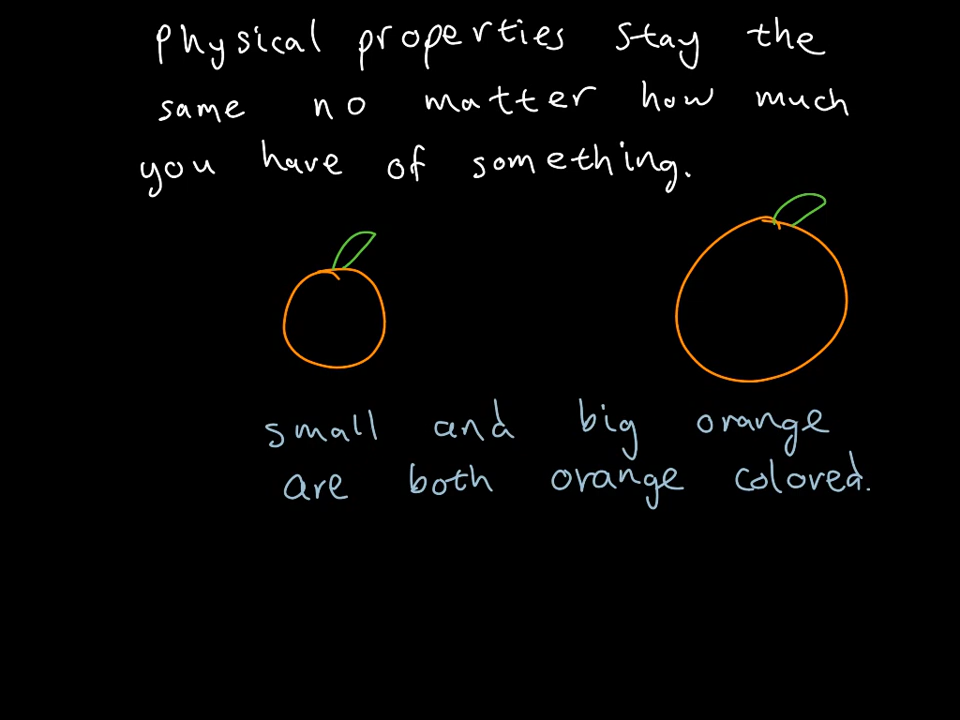 Physical properties stay the
same no matter how much
you have of something.
small and big orange
are both orange colored.